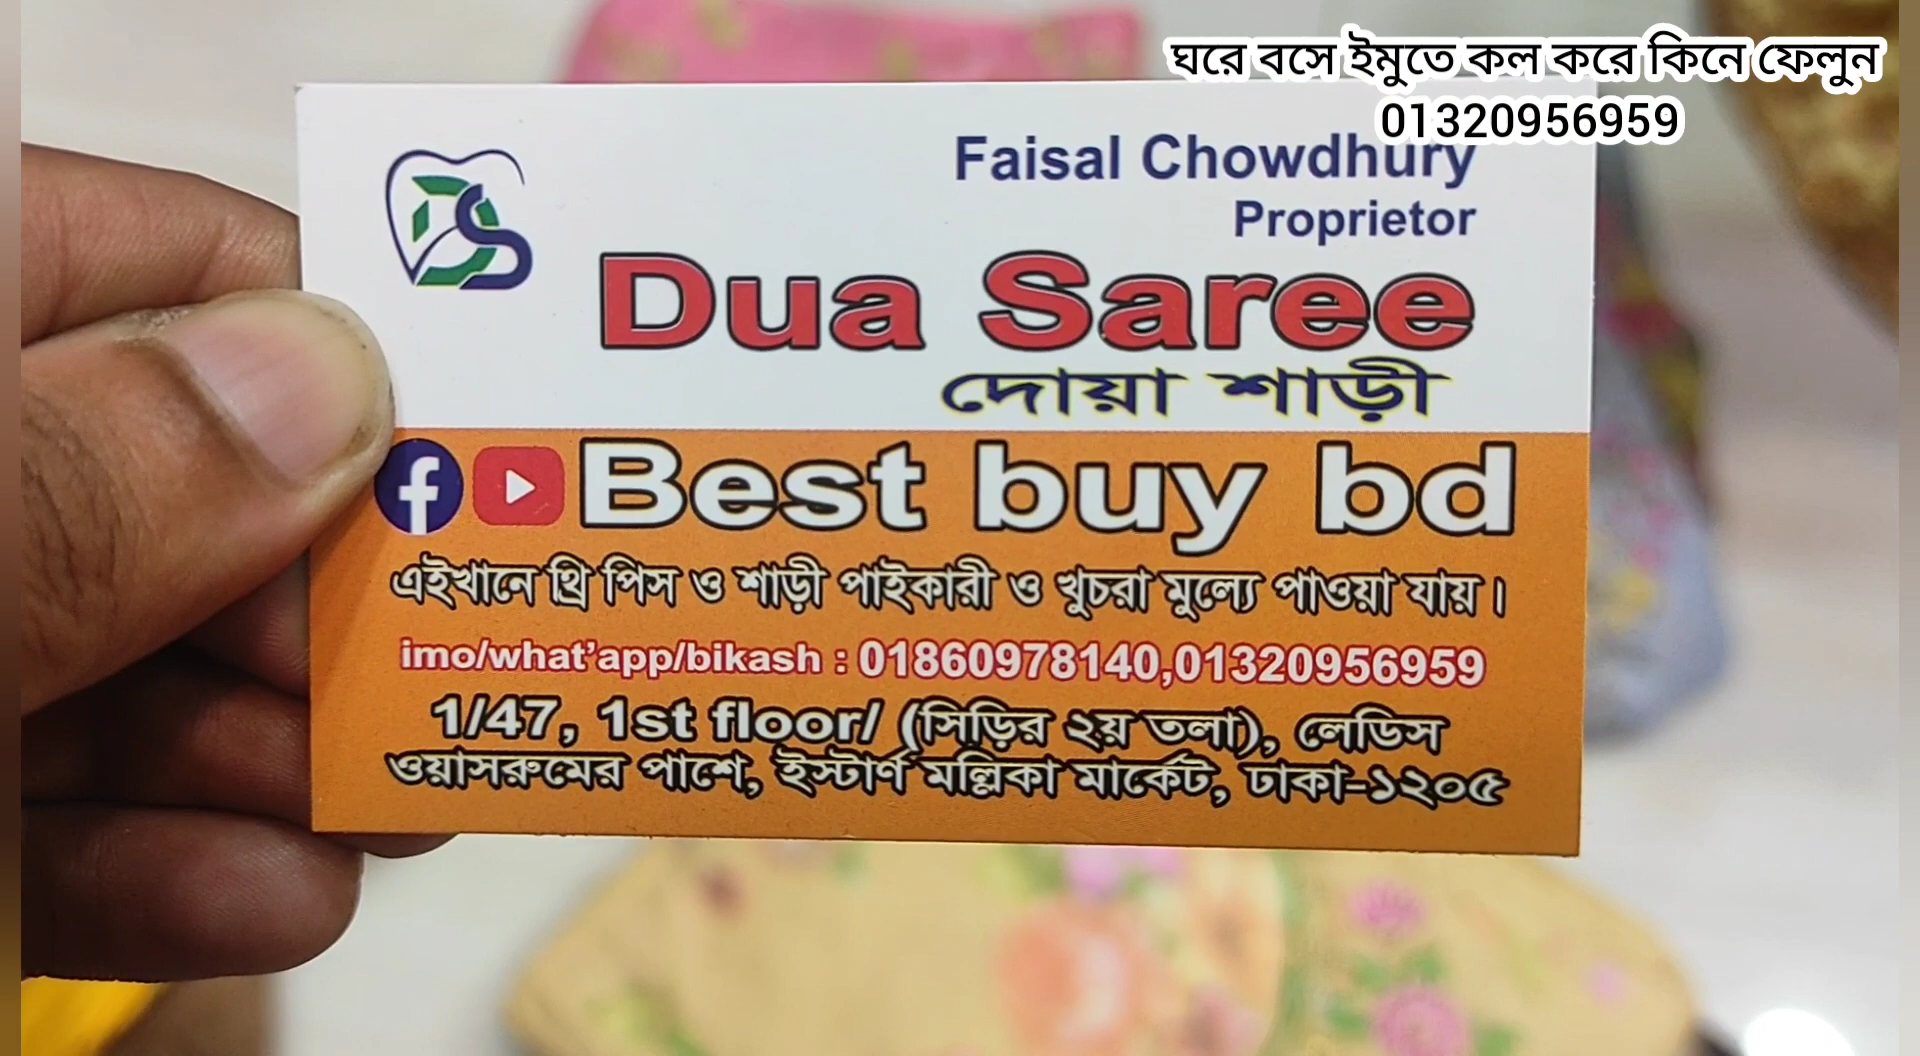 ঘরে বসে ইমুতে কল করে কিনে ফেলুন
01320956959
Faisal Chowdhury
Proprietor
DS
Dua Saree
দোয়া শাড়ী
Best buy bd
এইখানে থ্রি পিস ও শাড়ী পাইকারী ও খুচরা মুল্যে পাওয়া যায়।
imo/what'app/bikash : 01860978140,01320956959
1/47, 1st floor/ (সিড়ির ২য় তলা), লেডিস
ওয়াসরুমের পাশে, ইস্টার্ণ মল্লিকা মার্কেট, ঢাকা-১২০৫